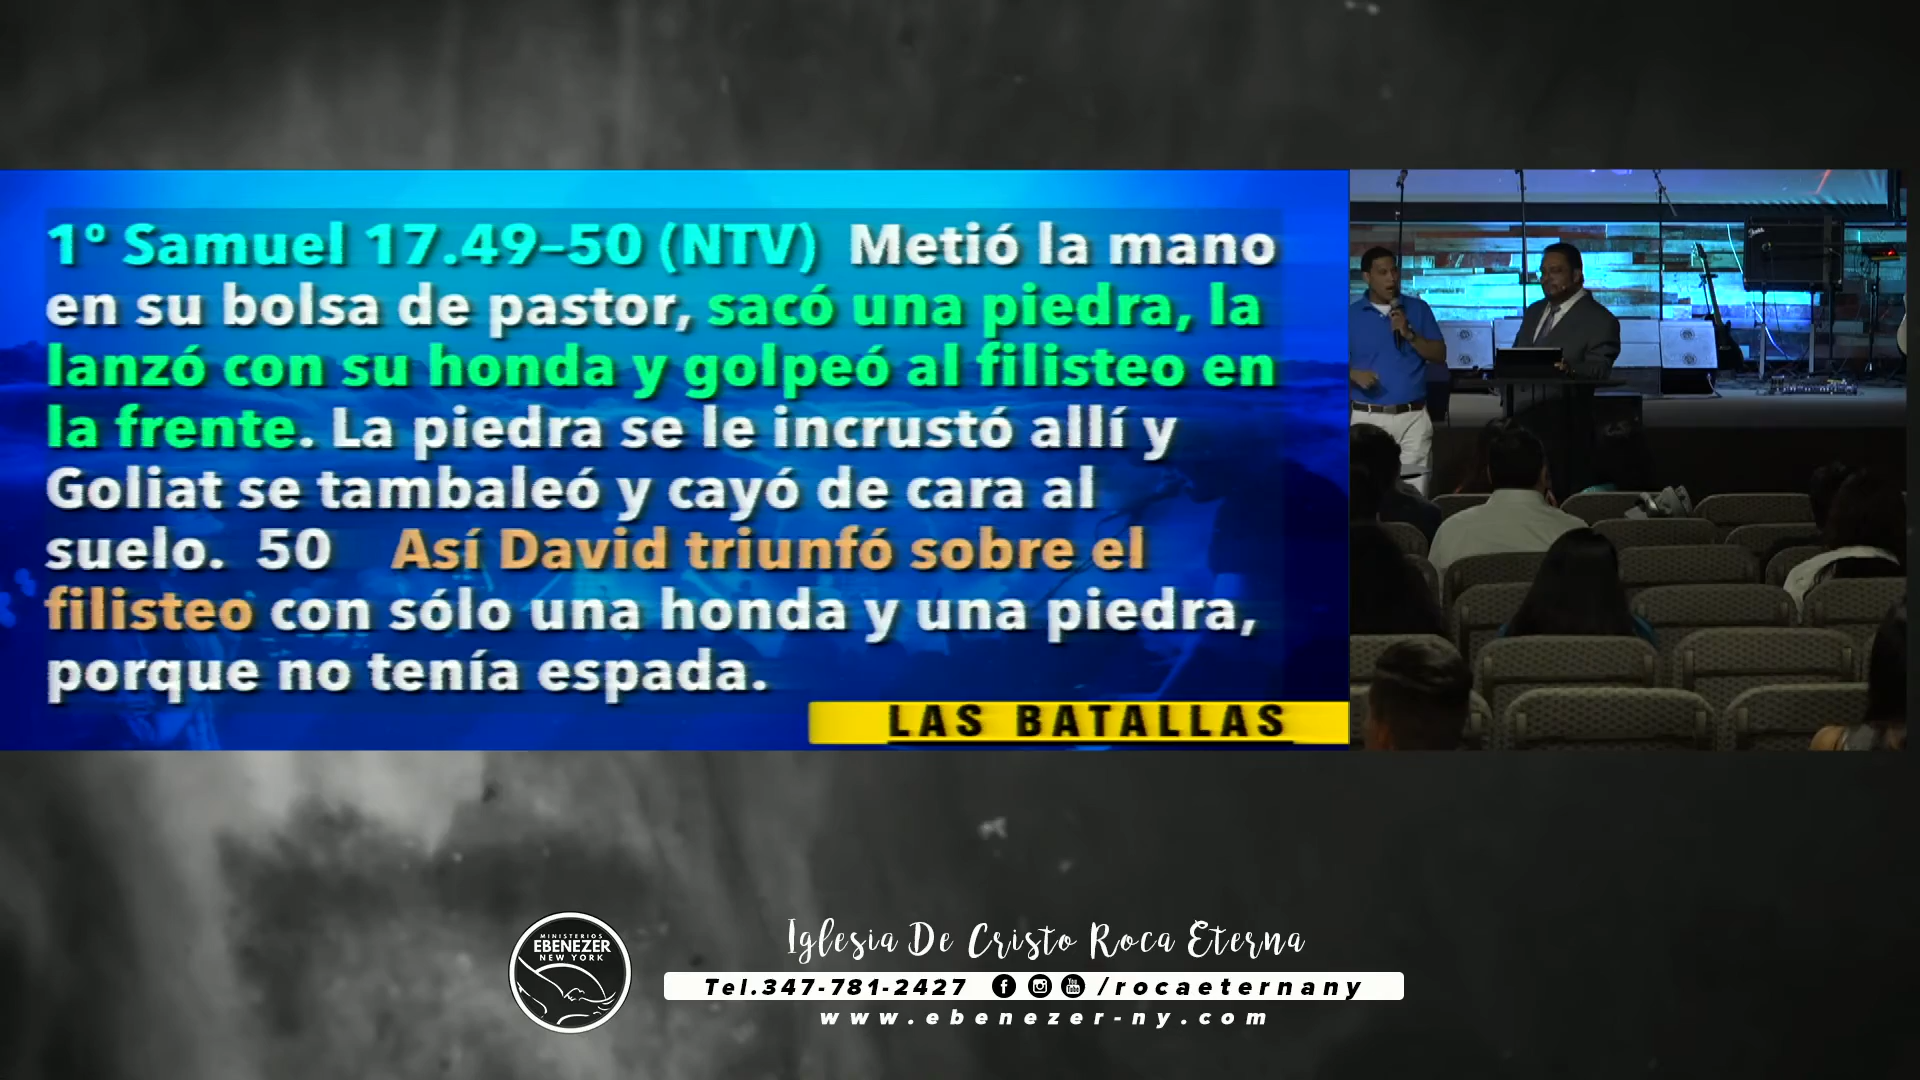 1º Samuel 17.49–50 (NTV) Metió la mano
en su bolsa de pastor, sacó una piedra, la
lanzó con su honda y golpeó al filisteo en
la frente. La piedra se le incrustó allí y
Goliat se tambaleó y cayó de cara al
suelo. 50 Así David triunfó sobre el
filisteo con sólo una honda y una piedra,
porque no tenía espada.
LAS BATALLAS
MINISTERIOS
EBENEZER
NEW YORK
Iglesia De Cristo Roca Eterna
Tel.347-781-2427 /rocaeternany
www.ebenezer-ny.com